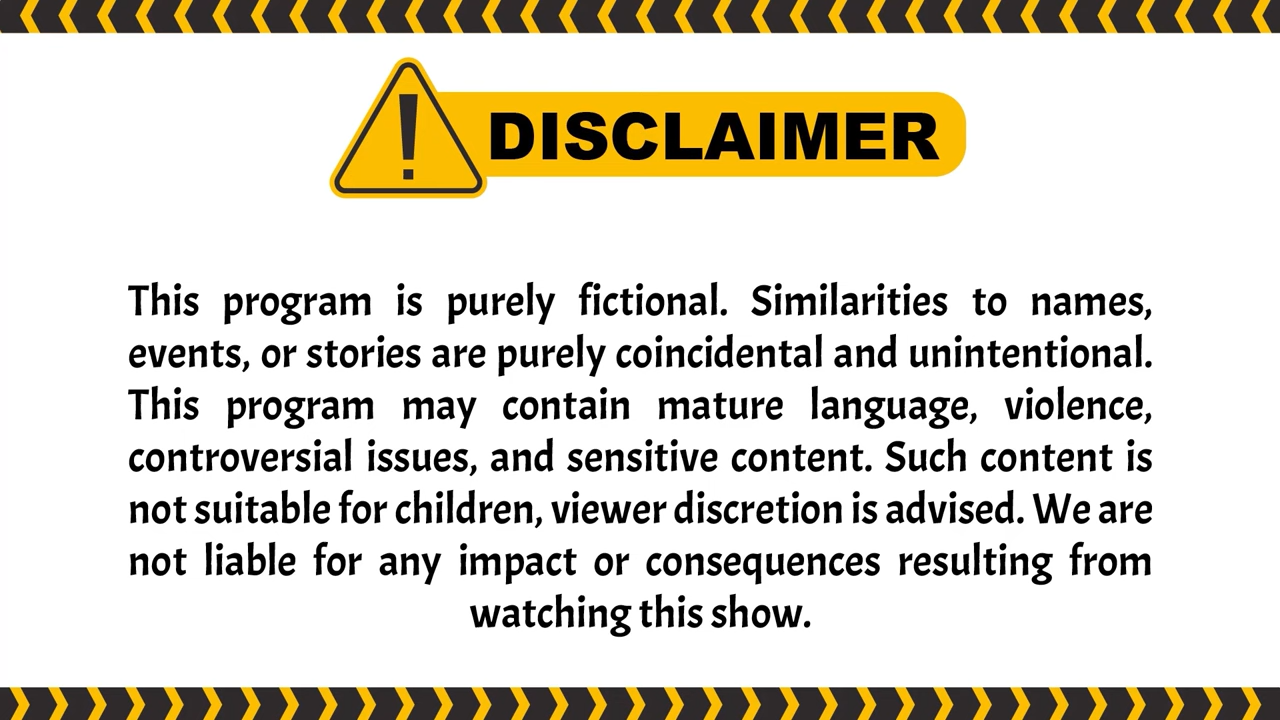 DISCLAIMER
This program is purely fictional. Similarities to names,
events, or stories are purely coincidental and unintentional.
This program may contain mature language, violence,
controversial issues, and sensitive content. Such content is
not suitable for children, viewer discretion is advised. We are
not liable for any impact or consequences resulting from
watching this show.